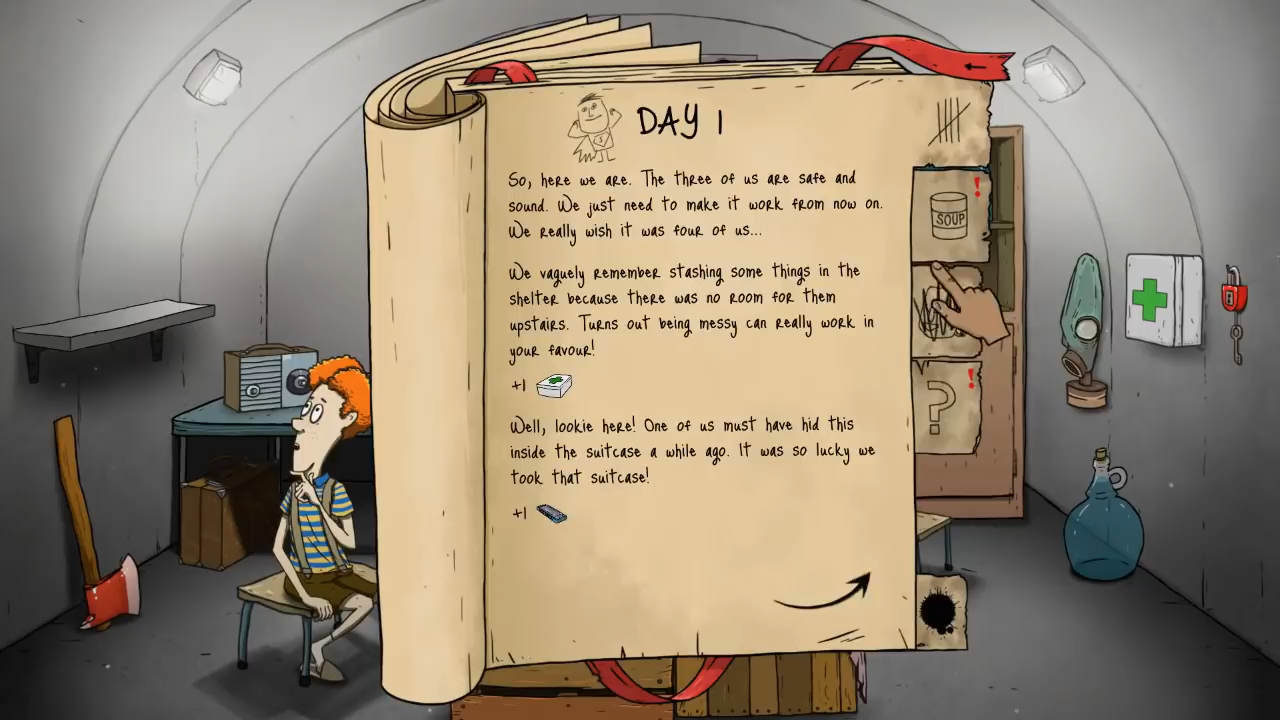 DAY 1
So, here we are. The three of us are safe and
sound. We just need to make it work from now on.
We really wish it was four of us...
We vaguely remember stashing some things in the
shelter because there was no room for them
upstairs. Turns out being messy can really work in
your favour!
+1
Well, lookie here! One of us must have hid this
inside the suitcase a while ago. It was so lucky we
took that suitcase!
+1
!
SOUP
!
?